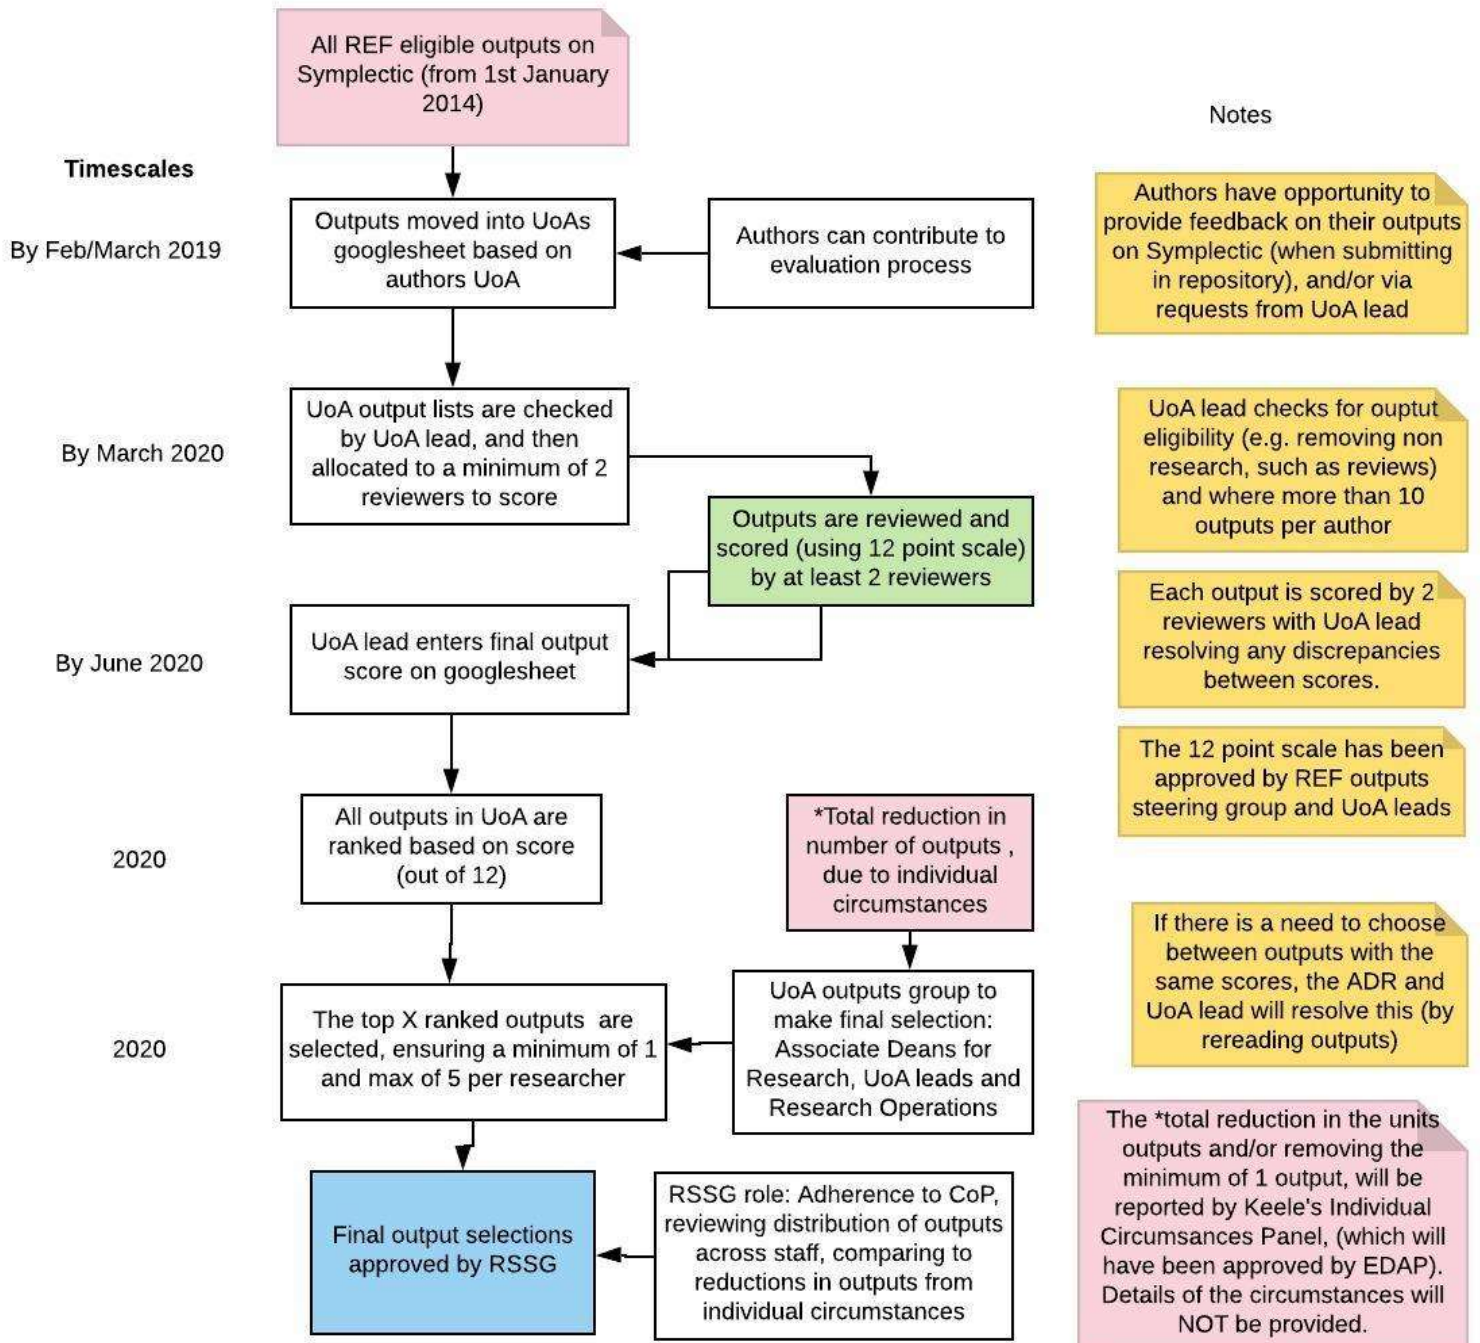 All REF eligible outputs on
Symplectic (from 1st January
2014)
Notes
Timescales
By Feb/March 2019
Outputs moved into UoAs
googlesheet based on
authors UoA
Authors can contribute to
evaluation process
Authors have opportunity to
provide feedback on their outputs
on Symplectic (when submitting
in repository), and/or via
requests from UoA lead
By March 2020
UoA output lists are checked
by UoA lead, and then
allocated to a minimum of 2
reviewers to score
UoA lead checks for ouptut
eligibility (e.g. removing non
research, such as reviews)
and where more than 10
outputs per author
Outputs are reviewed and
scored (using 12 point scale)
by at least 2 reviewers
Each output is scored by 2
reviewers with UoA lead
resolving any discrepancies
between scores.
By June 2020
UoA lead enters final output
score on googlesheet
The 12 point scale has been
approved by REF outputs
steering group and UoA leads
2020
All outputs in UoA are
ranked based on score
(out of 12)
*Total reduction in
number of outputs ,
due to individual
circumstances
If there is a need to choose
between outputs with the
same scores, the ADR and
UoA lead will resolve this (by
rereading outputs)
2020
The top X ranked outputs are
selected, ensuring a minimum of 1
and max of 5 per researcher
UoA outputs group to
make final selection:
Associate Deans for
Research, UoA leads and
Research Operations
The *total reduction in the units
outputs and/or removing the
minimum of 1 output, will be
reported by Keele's Individual
Circumsances Panel, (which will
have been approved by EDAP).
Details of the circumstances will
NOT be provided.
Final output selections
approved by RSSG
RSSG role: Adherence to CoP,
reviewing distribution of outputs
across staff, comparing to
reductions in outputs from
individual circumstances